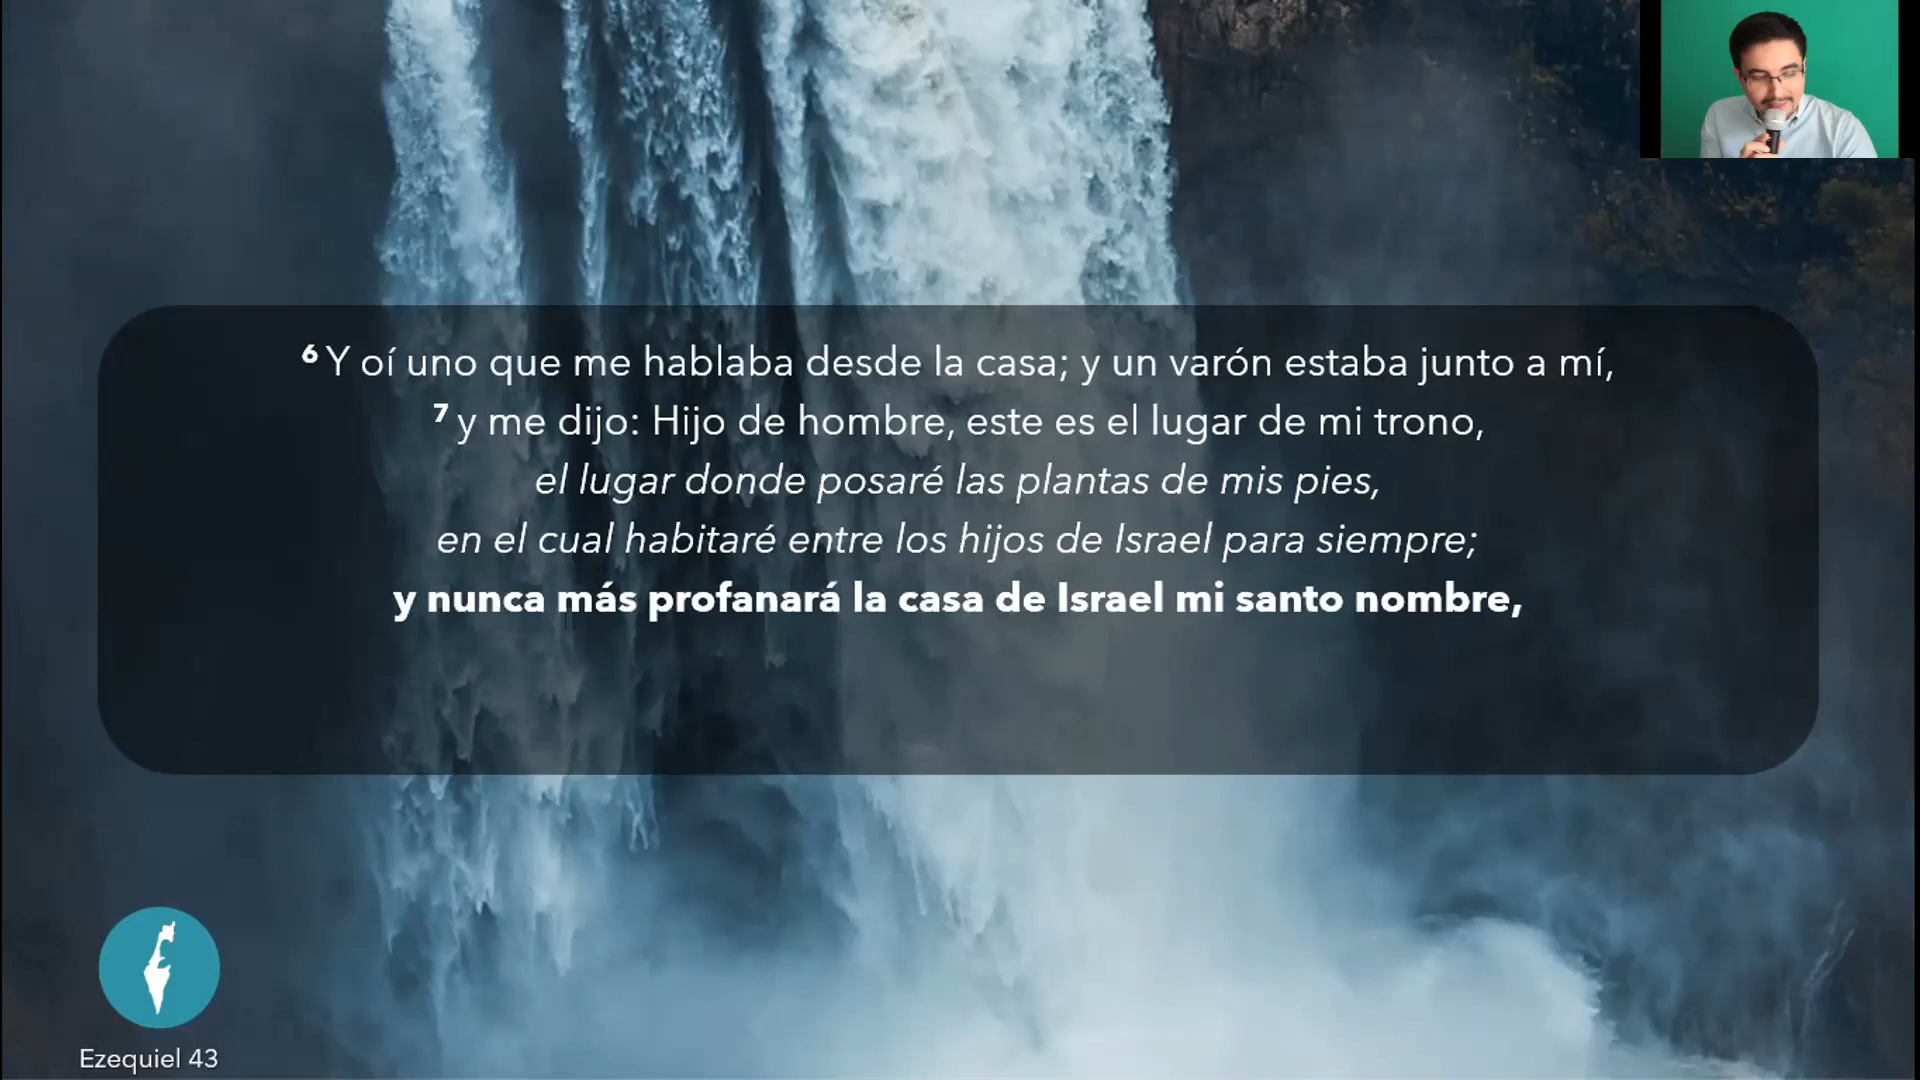 6 Y oí uno que me hablaba desde la casa; y un varón estaba junto a mí,
7 y me dijo: Hijo de hombre, este es el lugar de mi trono,
el lugar donde posaré las plantas de mis pies,
en el cual habitaré entre los hijos de Israel para siempre;
y nunca más profanará la casa de Israel mi santo nombre,
Ezequiel 43